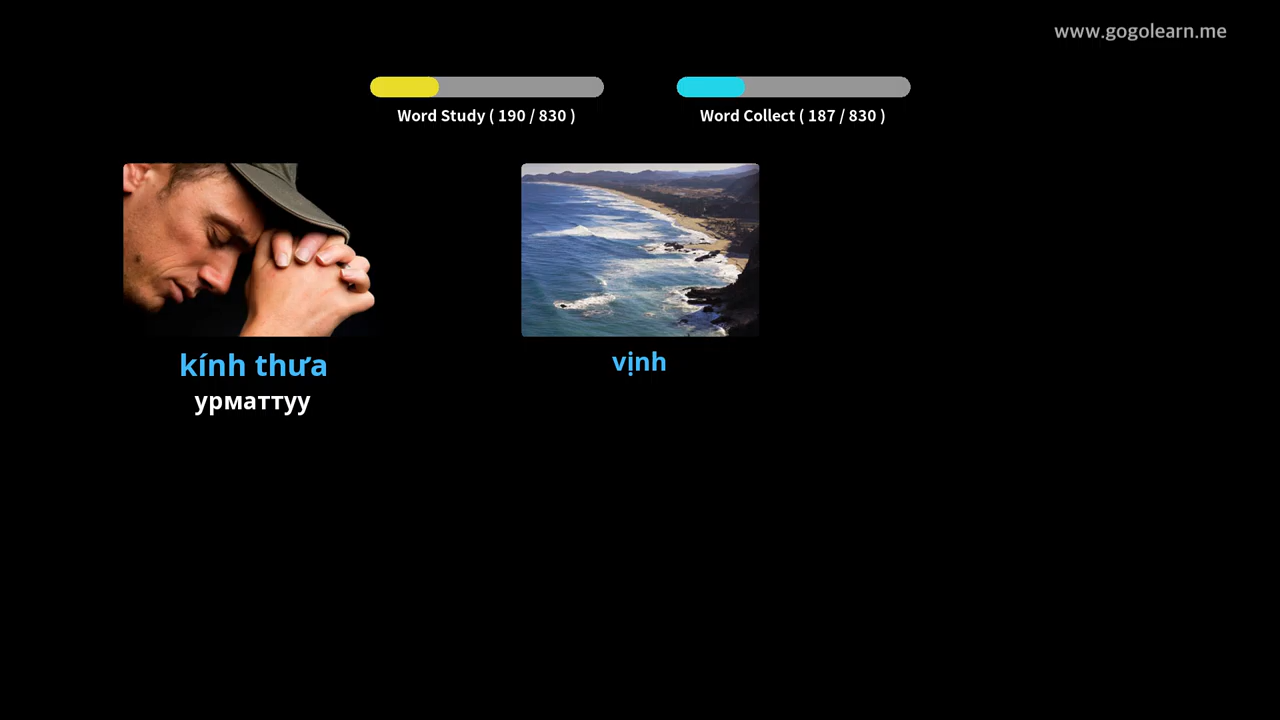 www.gogolearn.me
Word Study ( 190 / 830 )
Word Collect ( 187 / 830 )
kính thưa
урматтуу
vịnh